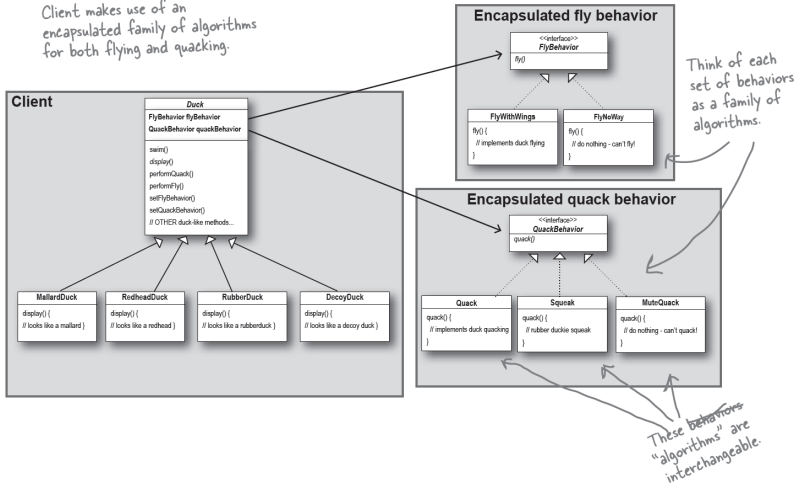 Client makes use of an
encapsulated family of algorithms
for both flying and quacking.
Client
Duck
FlyBehavior flyBehavior
QuackBehavior quackBehavior
swim()
display()
performQuack()
performFly()
setFlyBehavior()
setQuackBehavior()
// OTHER duck-like methods...
MallardDuck
display() {
// looks like a mallard }
RedheadDuck
display() {
// looks like a redhead }
RubberDuck
display() {
// looks like a rubberduck }
DecoyDuck
display() {
// looks like a decoy duck }
Encapsulated fly behavior
<<interface>>
FlyBehavior
fly()
FlyWithWings
fly() {
// implements duck flying
}
FlyNoWay
fly() {
// do nothing - can't fly!
}
Think of each
set of behaviors
as a family of
algorithms.
Encapsulated quack behavior
<<interface>>
QuackBehavior
quack()
Quack
quack() {
// implements duck quacking
}
Squeak
quack() {
// rubber duckie squeak
}
MuteQuack
quack() {
// do nothing - can't quack!
}
These behaviors
"algorithms" are
interchangeable.